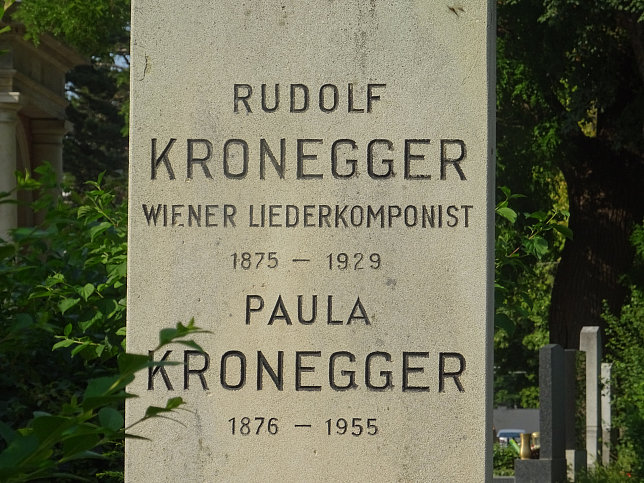 RUDOLF
KRONEGGER
WIENER LIEDERKOMPONIST
1875 – 1929
PAULA
KRONEGGER
1876 – 1955